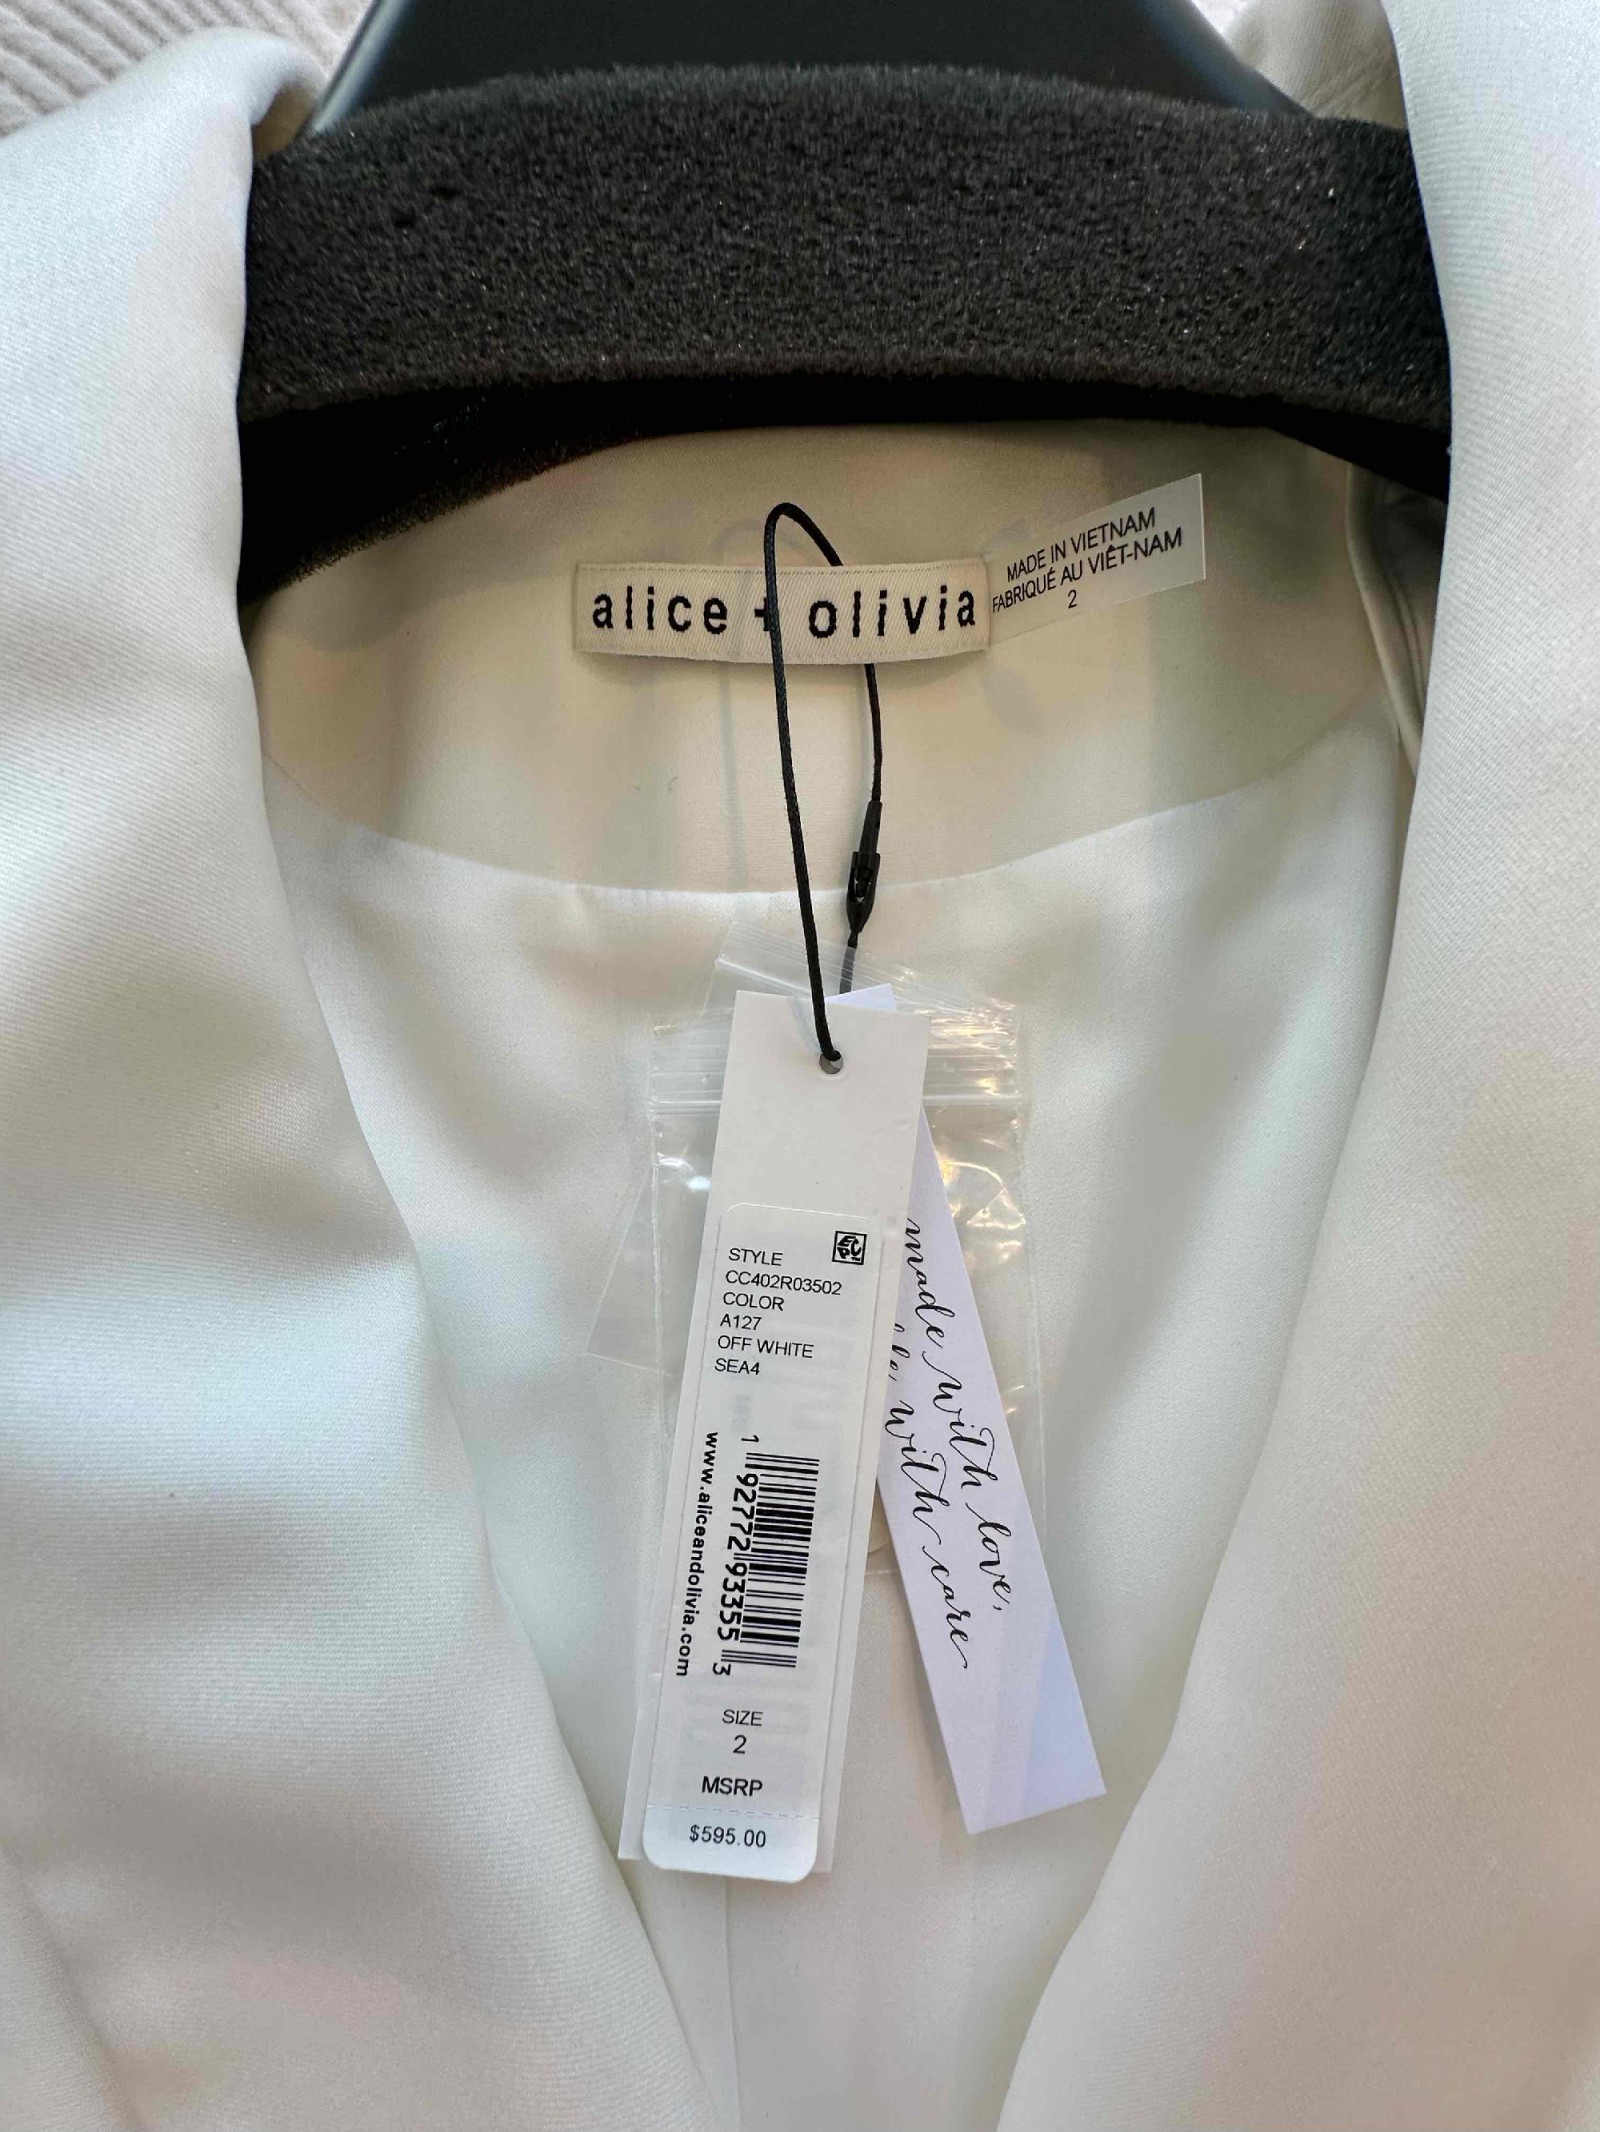 alice + olivia
MADE IN VIETNAM
FABRIQUÉ AU VIÊT-NAM
2
STYLE
CC402R03502
COLOR
A127
OFF WHITE
SEA4
1 92772 93355 3
www.aliceandolivia.com
SIZE
2
MSRP
$595.00
made with love,
with care